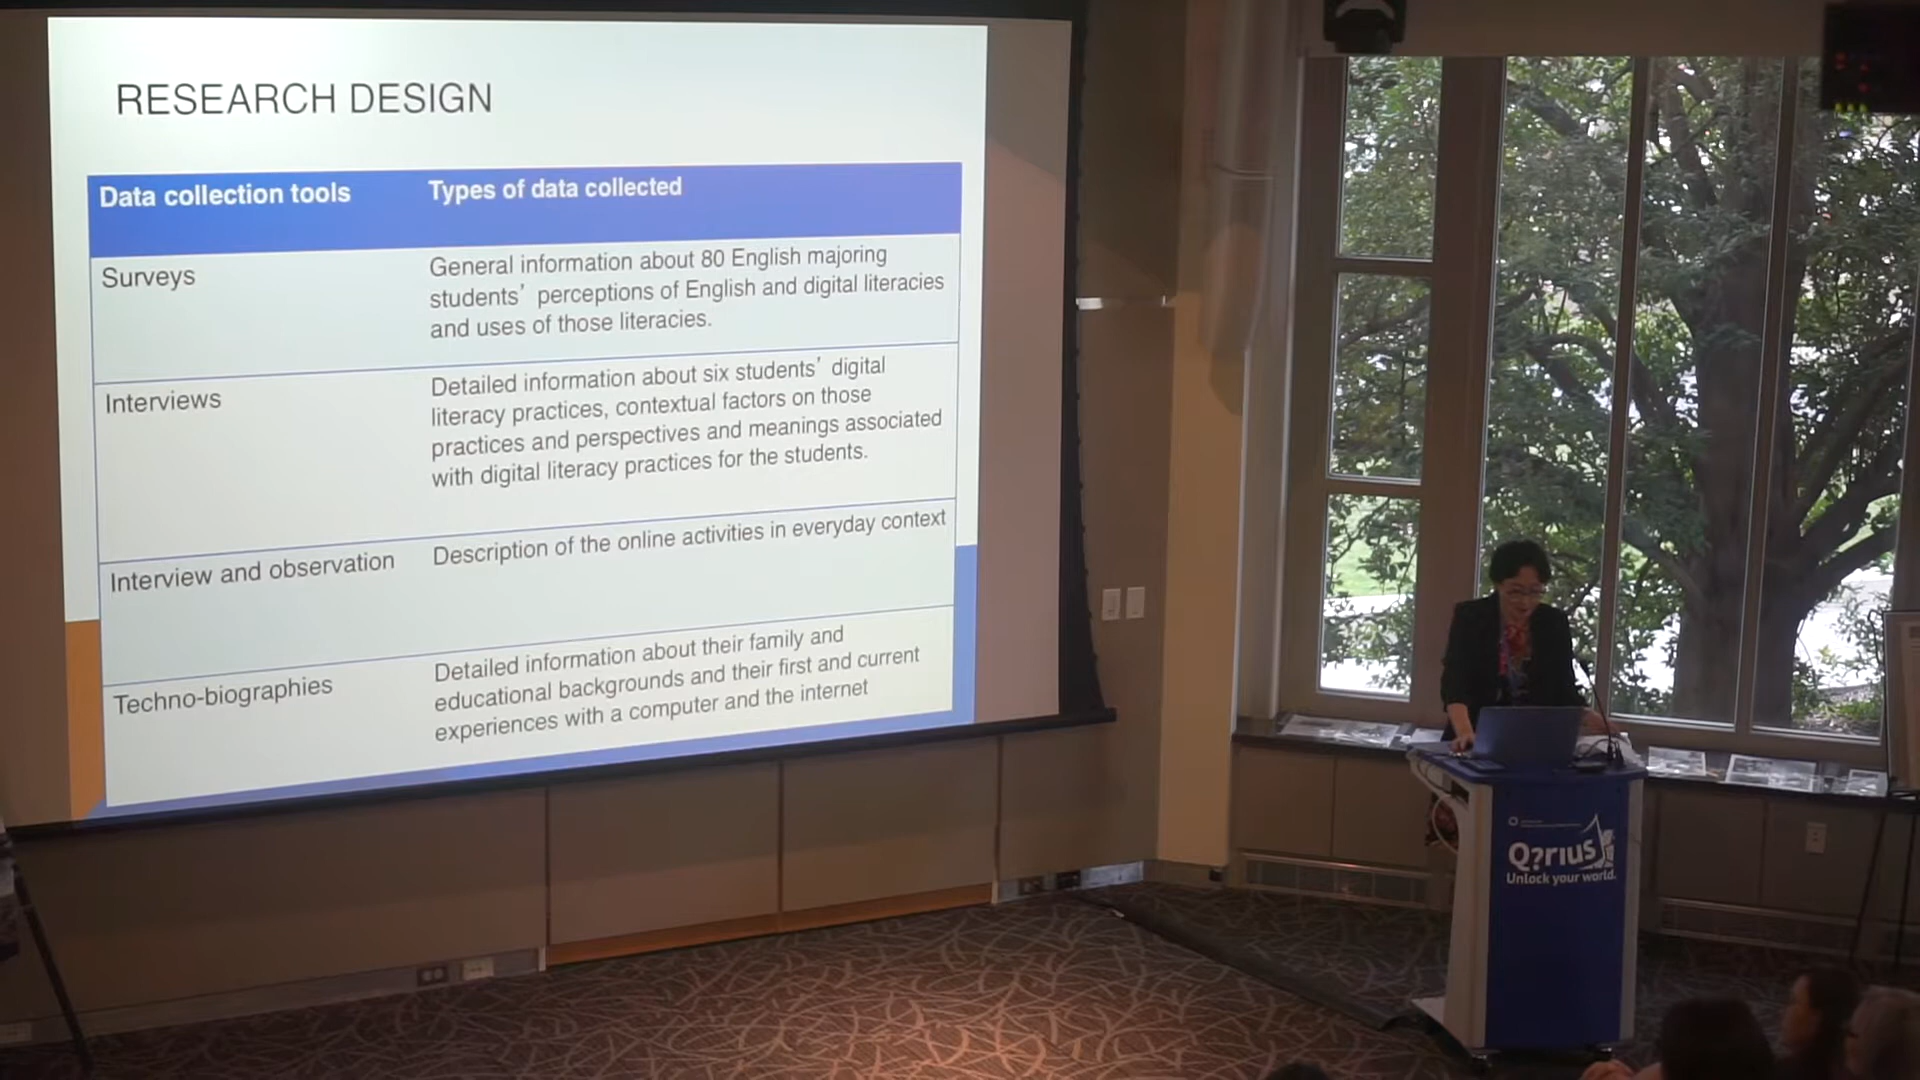 RESEARCH DESIGN
Data collection tools
Types of data collected
Surveys
General information about 80 English majoring
students’ perceptions of English and digital literacies
and uses of those literacies.
Interviews
Detailed information about six students’ digital
literacy practices, contextual factors on those
practices and perspectives and meanings associated
with digital literacy practices for the students.
Interview and observation
Description of the online activities in everyday context
Techno-biographies
Detailed information about their family and
educational backgrounds and their first and current
experiences with a computer and the internet
Q?rius
Unlock your world.